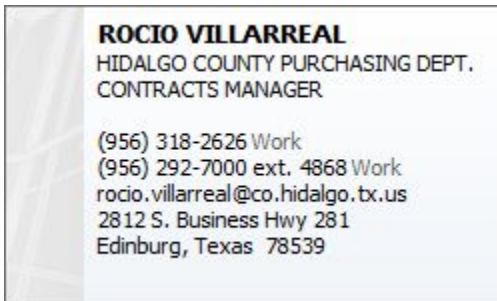 ROCIO VILLARREAL
HIDALGO COUNTY PURCHASING DEPT.
CONTRACTS MANAGER
(956) 318-2626 Work
(956) 292-7000 ext. 4868 Work
rocio.villarreal@co.hidalgo.tx.us
2812 S. Business Hwy 281
Edinburg, Texas  78539